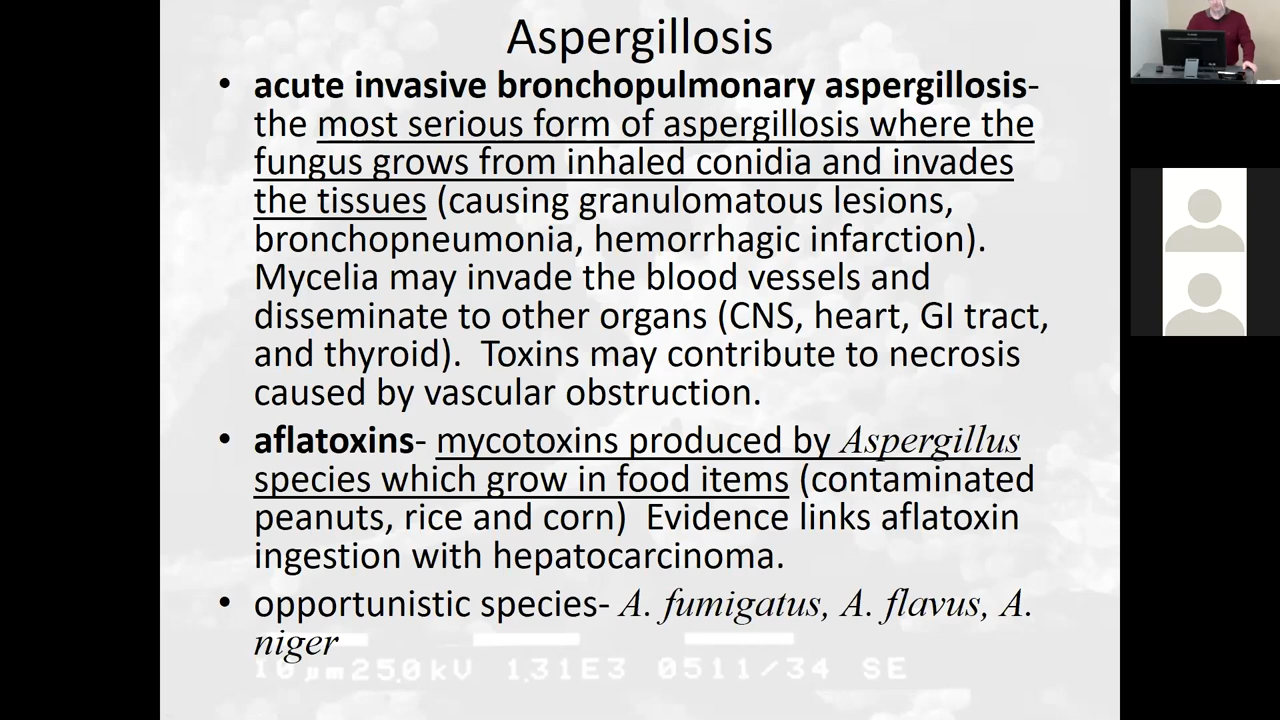 Aspergillosis
• acute invasive bronchopulmonary aspergillosis-
the most serious form of aspergillosis where the
fungus grows from inhaled conidia and invades
the tissues (causing granulomatous lesions,
bronchopneumonia, hemorrhagic infarction).
Mycelia may invade the blood vessels and
disseminate to other organs (CNS, heart, GI tract,
and thyroid).  Toxins may contribute to necrosis
caused by vascular obstruction.
• aflatoxins- mycotoxins produced by Aspergillus
species which grow in food items (contaminated
peanuts, rice and corn)  Evidence links aflatoxin
ingestion with hepatocarcinoma.
• opportunistic species- A. fumigatus, A. flavus, A.
niger
10µm 25.0 kV 1.31E3 0511/34 SE